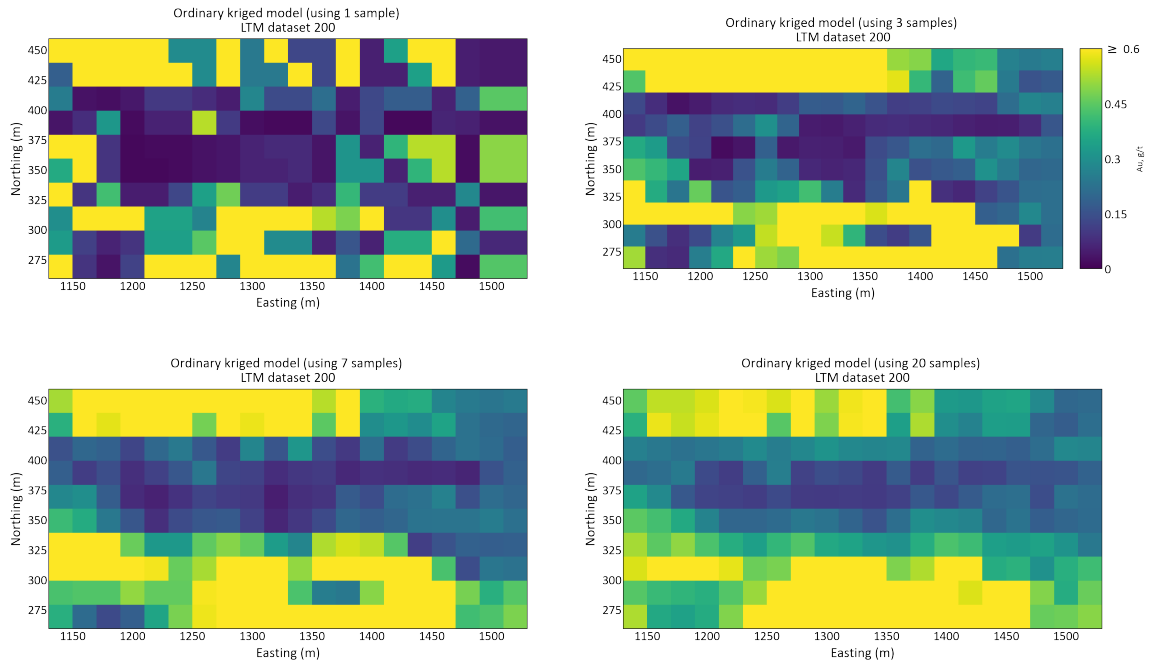 Ordinary kriged model (using 1 sample)
LTM dataset 200
450
425
400
375
350
325
300
275
Northing (m)
1150 1200 1250 1300 1350 1400 1450 1500
Easting (m)
Ordinary kriged model (using 3 samples)
LTM dataset 200
450
425
400
375
350
325
300
275
Northing (m)
1150 1200 1250 1300 1350 1400 1450 1500
Easting (m)
≥ 0.6
0.45
0.3
0.15
0
Au, g/t
Ordinary kriged model (using 7 samples)
LTM dataset 200
450
425
400
375
350
325
300
275
Northing (m)
1150 1200 1250 1300 1350 1400 1450 1500
Easting (m)
Ordinary kriged model (using 20 samples)
LTM dataset 200
450
425
400
375
350
325
300
275
Northing (m)
1150 1200 1250 1300 1350 1400 1450 1500
Easting (m)